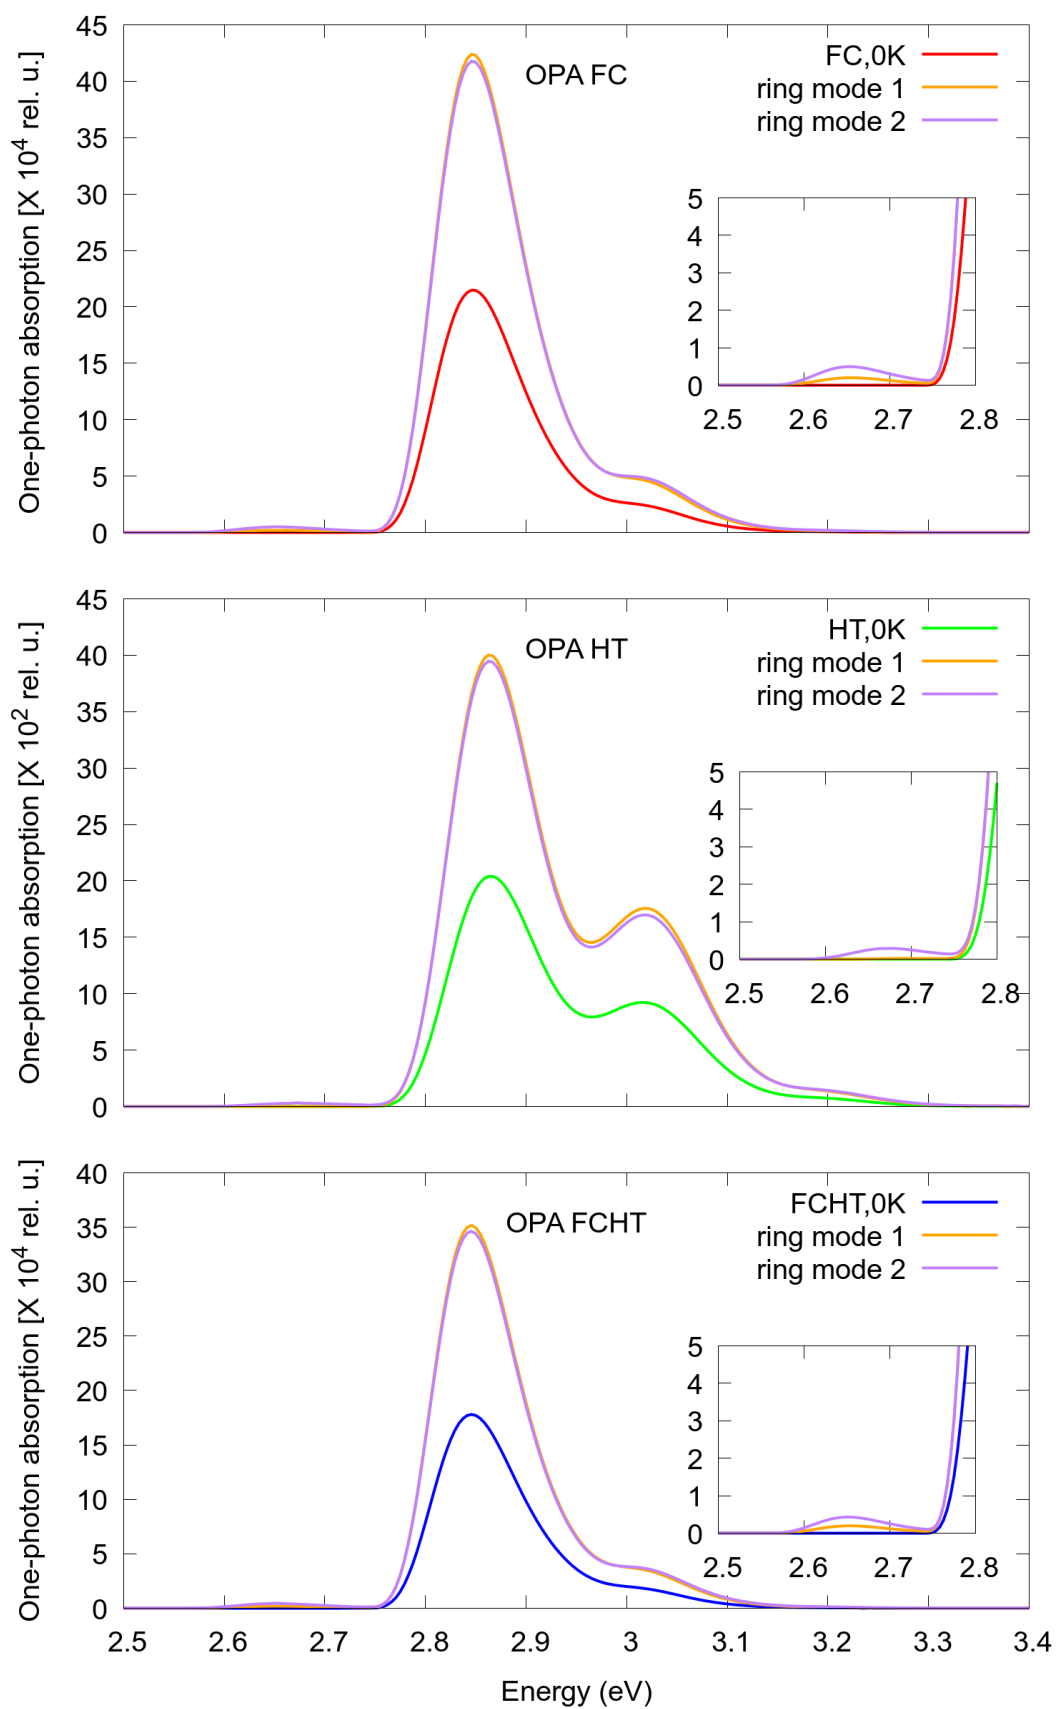 One-photon absorption [X 10⁴ rel. u.]
OPA FC
FC,0K
ring mode 1
ring mode 2
45
40
35
30
25
20
15
10
5
0
5
4
3
2
1
0
2.5 2.6 2.7 2.8
One-photon absorption [X 10² rel. u.]
OPA HT
HT,0K
ring mode 1
ring mode 2
45
40
35
30
25
20
15
10
5
0
5
4
3
2
1
0
2.5 2.6 2.7 2.8
One-photon absorption [X 10⁴ rel. u.]
OPA FCHT
FCHT,0K
ring mode 1
ring mode 2
40
35
30
25
20
15
10
5
0
5
4
3
2
1
0
2.5 2.6 2.7 2.8
2.5 2.6 2.7 2.8 2.9 3 3.1 3.2 3.3 3.4
Energy (eV)